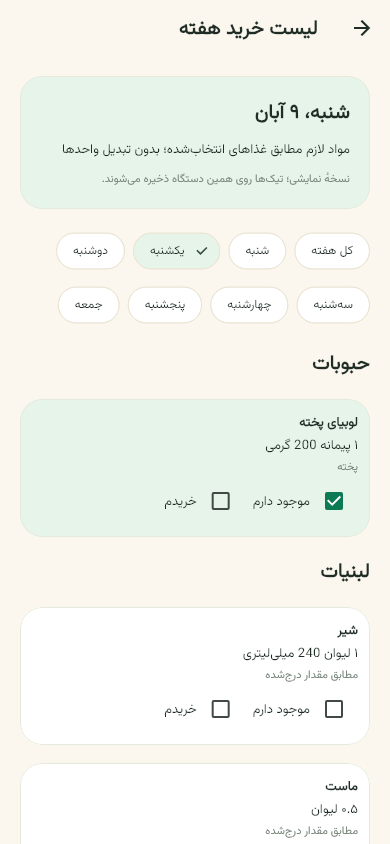 لیست خرید هفته
شنبه، ۹ آبان
مواد لازم مطابق غذاهای انتخاب‌شده؛ بدون تبدیل واحدها
نسخهٔ نمایشی؛ تیک‌ها روی همین دستگاه ذخیره می‌شوند.
کل هفته
شنبه
یکشنبه
دوشنبه
سه‌شنبه
چهارشنبه
پنجشنبه
جمعه
حبوبات
لوبیای پخته
۱ پیمانه 200 گرمی
پخته
موجود دارم
خریدم
لبنیات
شیر
۱ لیوان 240 میلی‌لیتری
مطابق مقدار درج‌شده
موجود دارم
خریدم
ماست
۰.۵ لیوان
مطابق مقدار درج‌شده